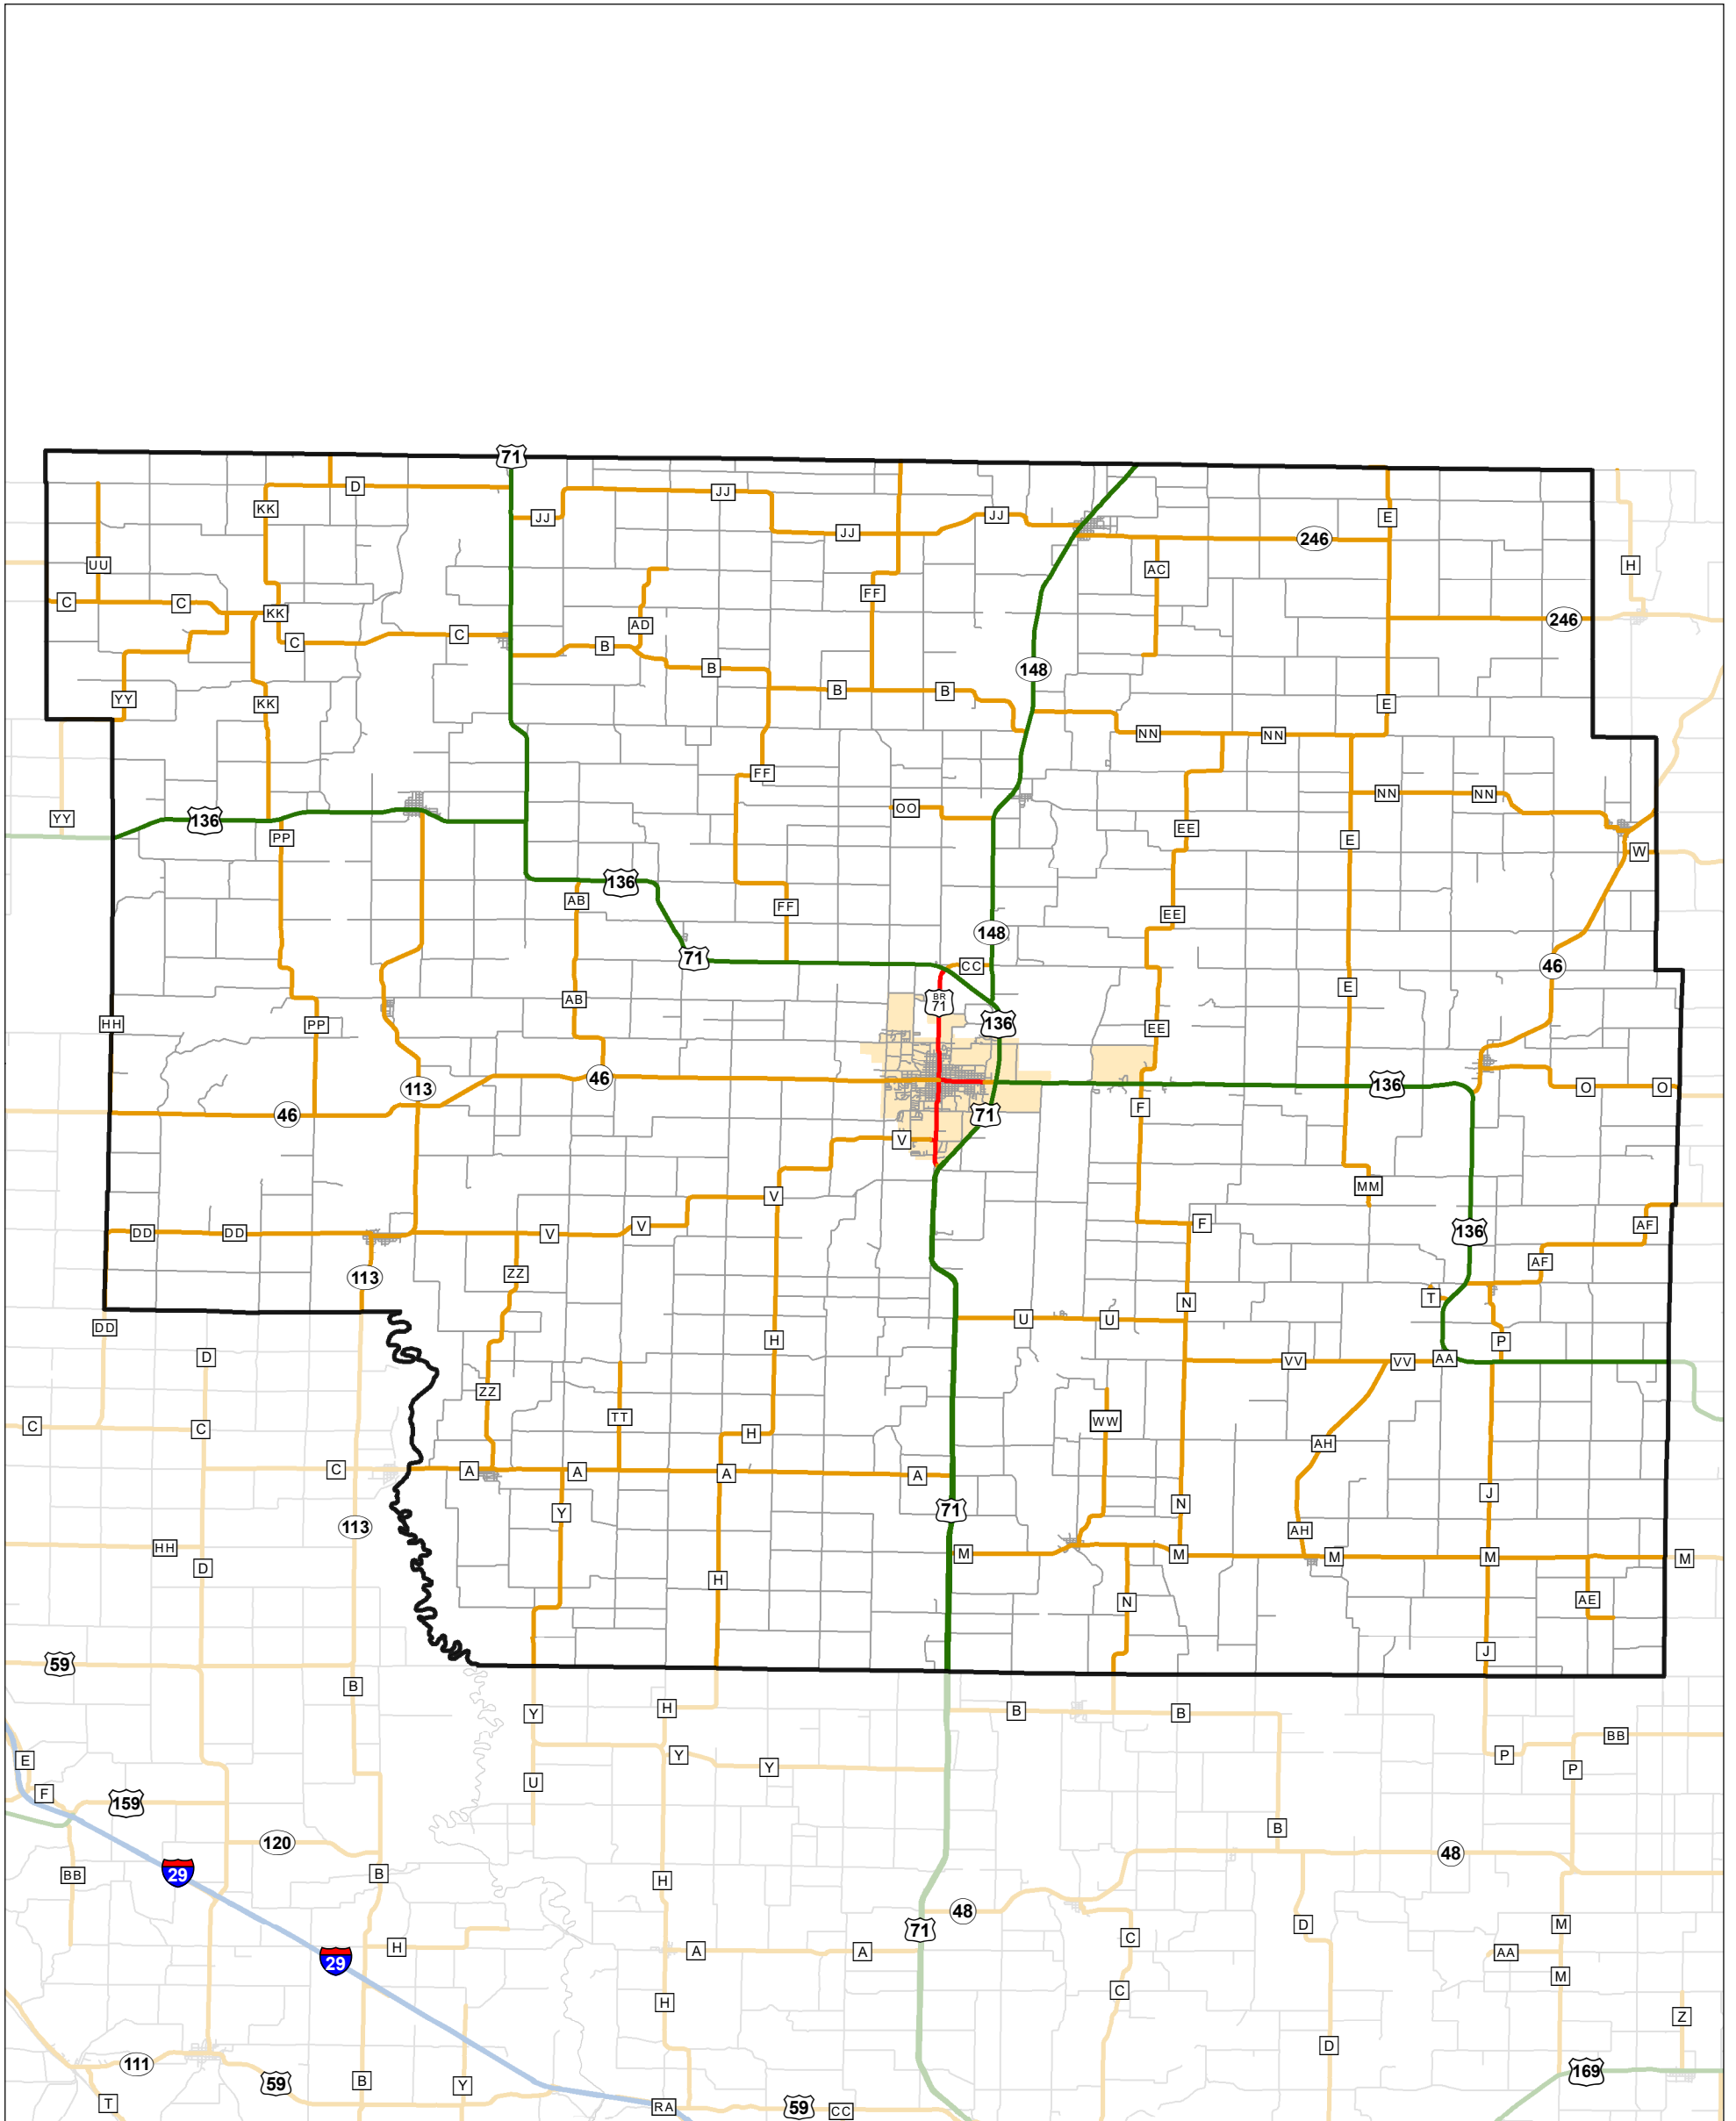 71
D
JJ
KK
JJ
JJ
E
JJ
246
UU
AC
H
FF
C
C
KK
246
AD
C
C
B
B
148
B
B
YY
KK
E
NN
NN
FF
NN
NN
OO
YY
136
EE
PP
E
W
136
AB
FF
EE
148
71
CC
46
E
AB
BR
71
HH
PP
136
EE
46
113
136
O
O
F
46
71
V
MM
V
F
AF
V
DD
DD
V
136
AF
ZZ
113
T
N
U
U
DD
H
P
D
AA
VV
VV
ZZ
TT
WW
C
C
H
AH
C
A
A
A
A
J
N
71
Y
113
AH
HH
M
M
M
M
M
D
H
AE
N
J
59
B
H
B
B
Y
BB
Y
P
E
Y
P
U
F
159
B
120
48
29
B
BB
H
48
M
D
71
C
H
A
A
AA
29
M
C
H
Z
D
111
169
B
59
Y
T
RA
59
CC